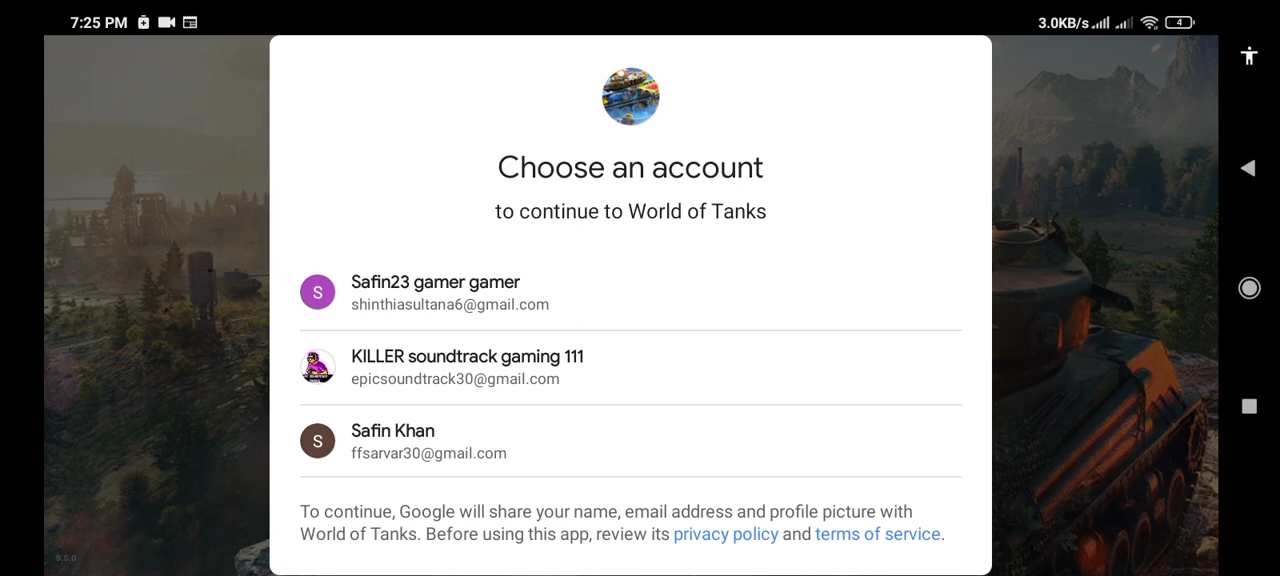 7:25 PM
3.0KB/s
4
Choose an account
to continue to World of Tanks
S
Safin23 gamer gamer
shinthiasultana6@gmail.com
KILLER soundtrack gaming 111
epicsoundtrack30@gmail.com
S
Safin Khan
ffsarvar30@gmail.com
To continue, Google will share your name, email address and profile picture with
World of Tanks. Before using this app, review its privacy policy and terms of service.
9.5.0